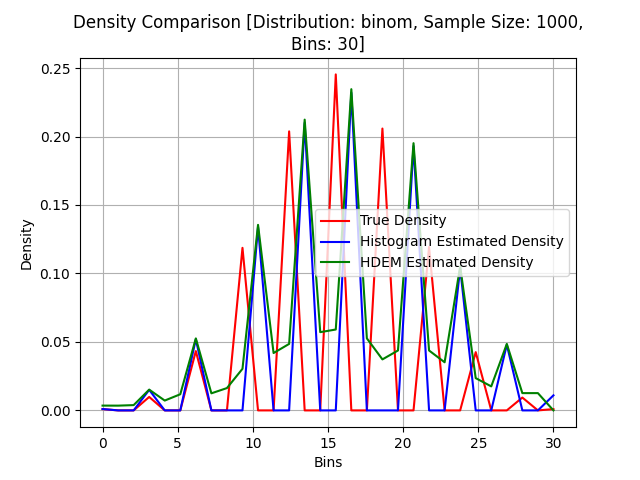 Density Comparison [Distribution: binom, Sample Size: 1000,
Bins: 30]
0.25
0.20
0.15
0.10
0.05
0.00
Density
True Density
Histogram Estimated Density
HDEM Estimated Density
0 5 10 15 20 25 30
Bins